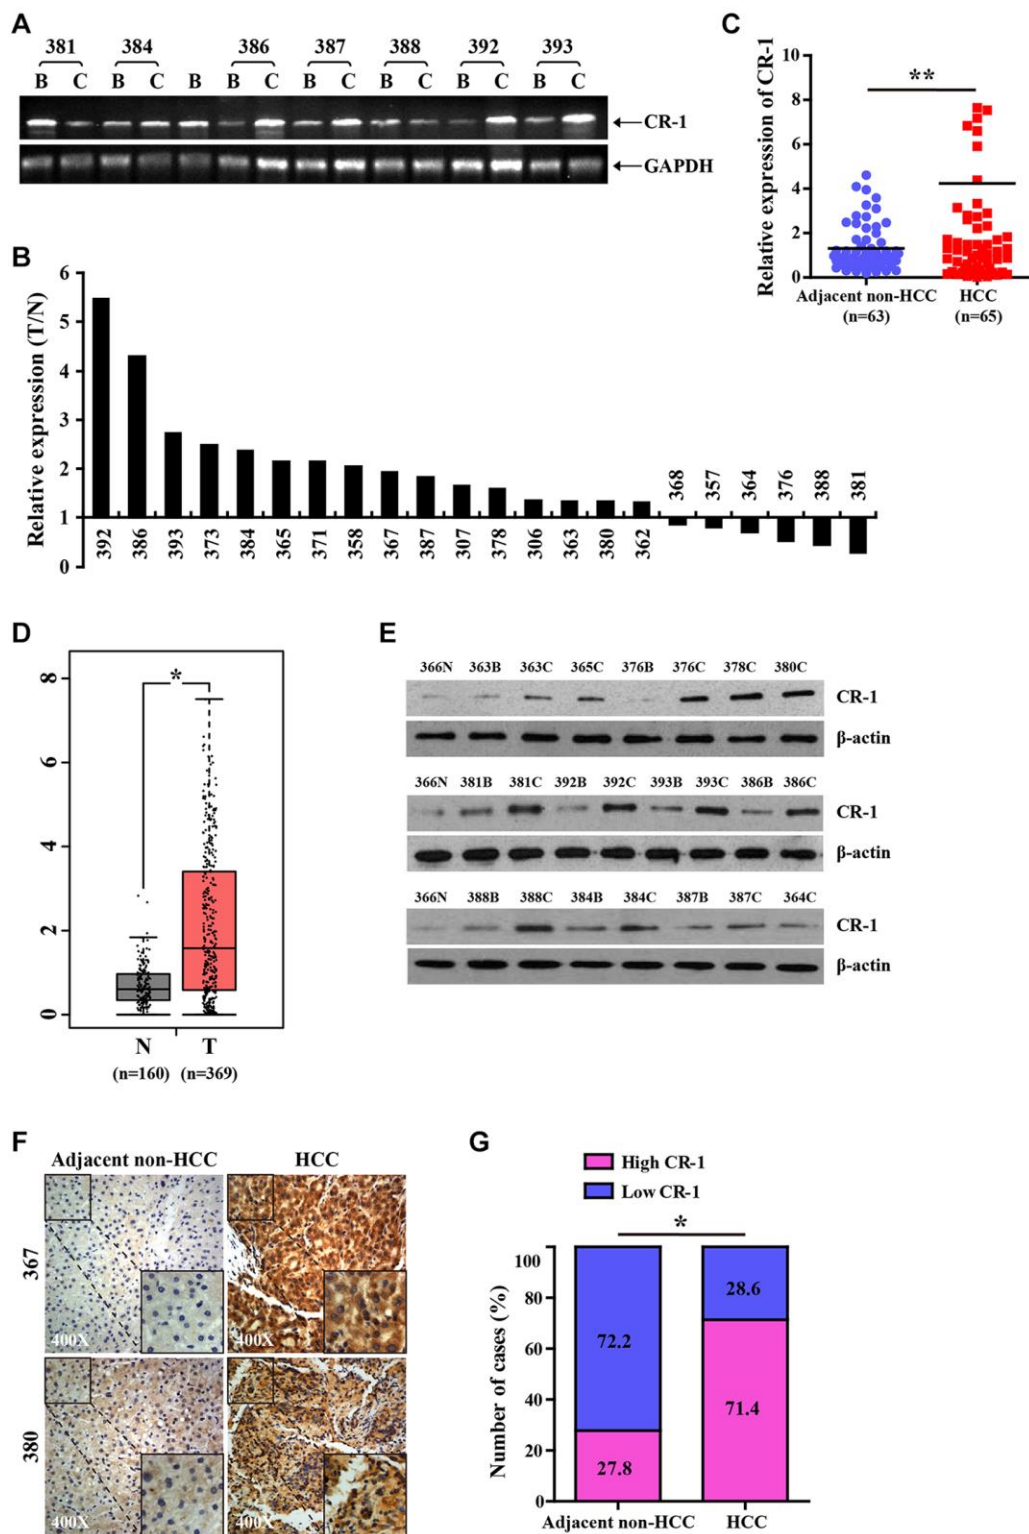 A
381 384 386 387 388 392 393
B C B C B B C B C B C B C B C
CR-1
GAPDH
B
Relative expression (T/N)
6
5
4
3
2
1
0
392 386 393 373 384 365 371 358 367 387 307 378 306 363 380 362 368 357 364 376 388 381
C
Relative expression of CR-1
10
8
6
4
2
0
**
Adjacent non-HCC HCC
(n=63) (n=65)
D
8
6
4
2
0
*
N T
(n=160) (n=369)
E
366N 363B 363C 365C 376B 376C 378C 380C
CR-1
β-actin
366N 381B 381C 392B 392C 393B 393C 386B 386C
CR-1
β-actin
366N 388B 388C 384B 384C 387B 387C 364C
CR-1
β-actin
F
Adjacent non-HCC HCC
367
400X 400X
380
400X 400X
G
High CR-1
Low CR-1
*
Number of cases (%)
100
80
60
40
20
0
72.2 28.6
27.8 71.4
Adjacent non-HCC HCC